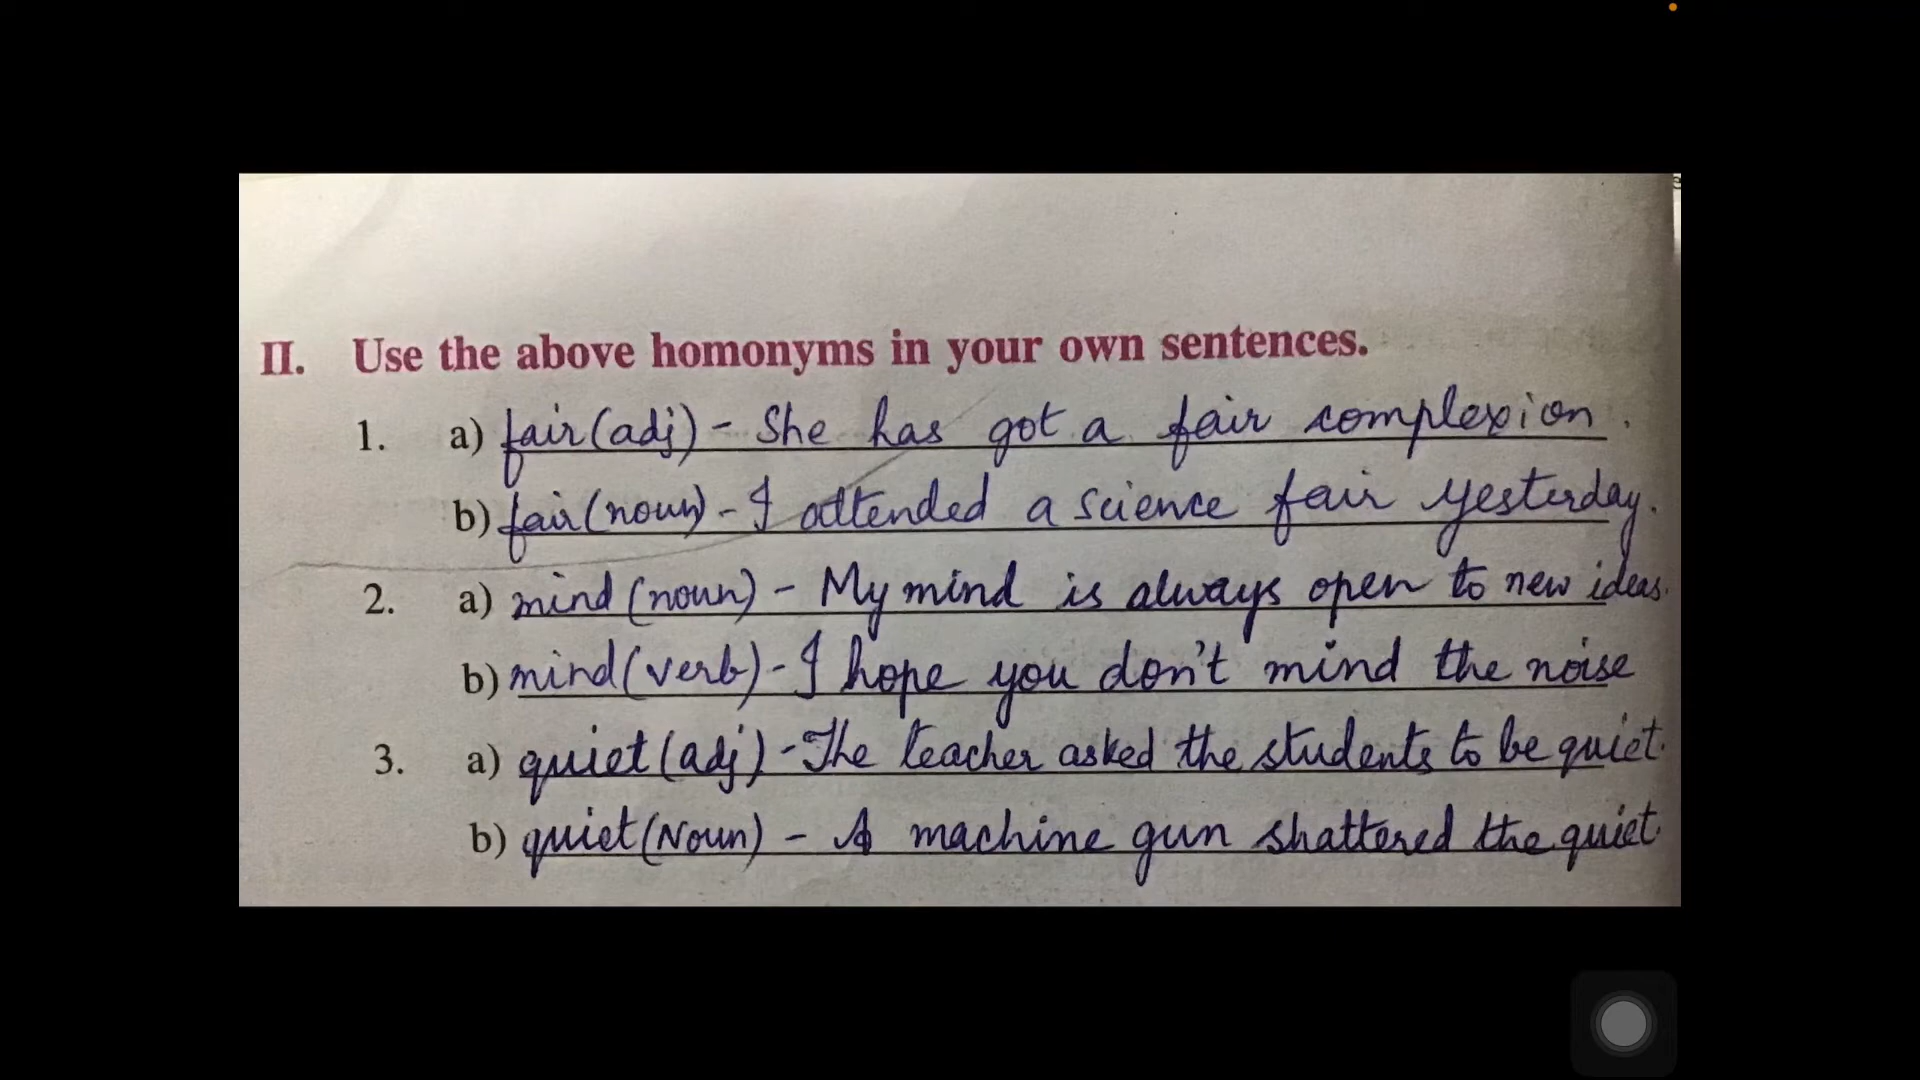 II. Use the above homonyms in your own sentences.
1. a) fair (adj) - She has got a fair complexion.
b) fair (noun) - I attended a science fair yesterday.
2. a) mind (noun) - My mind is always open to new ideas.
b) mind (verb) - I hope you don't mind the noise
3. a) quiet (adj) - The teacher asked the students to be quiet.
b) quiet (Noun) - A machine gun shattered the quiet.